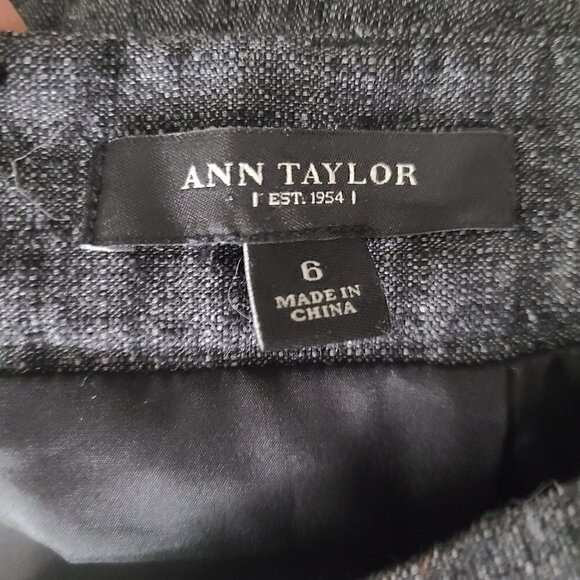 ANN TAYLOR
EST. 1954
6
MADE IN
CHINA